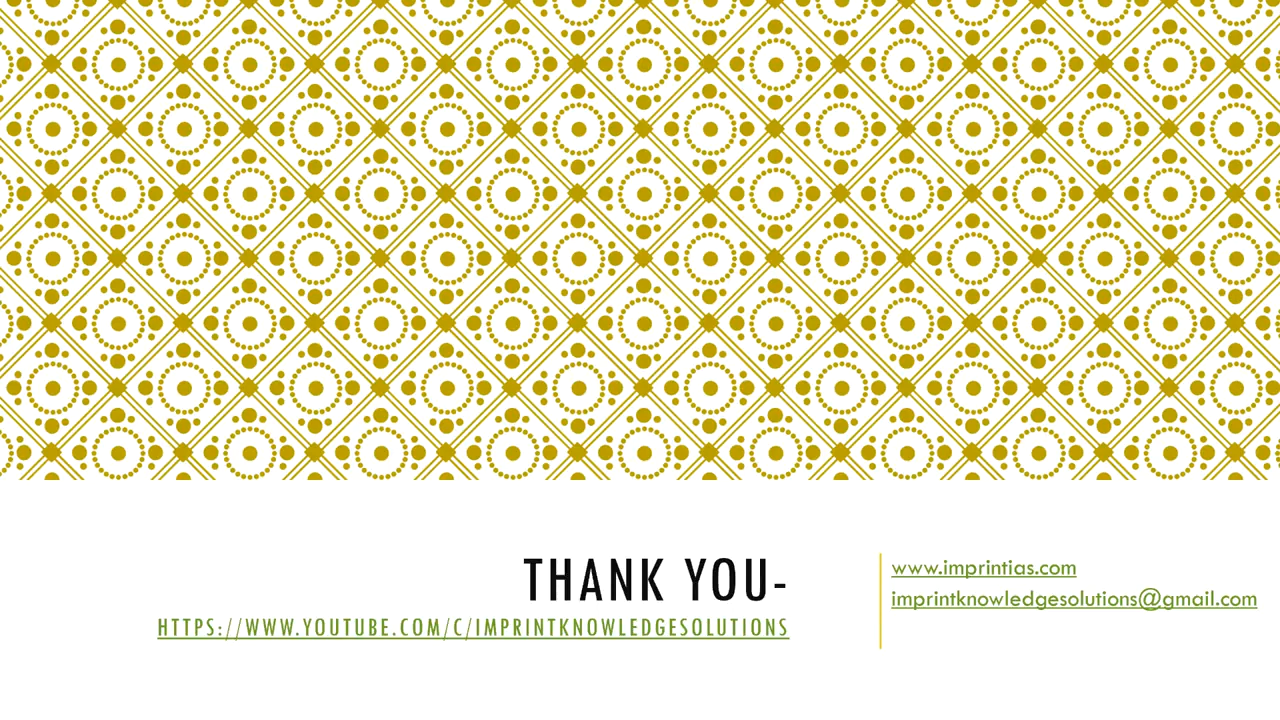 THANK YOU-
HTTPS://WWW.YOUTUBE.COM/C/IMPRINTKNOWLEDGESOLUTIONS
www.imprintias.com
imprintknowledgesolutions@gmail.com